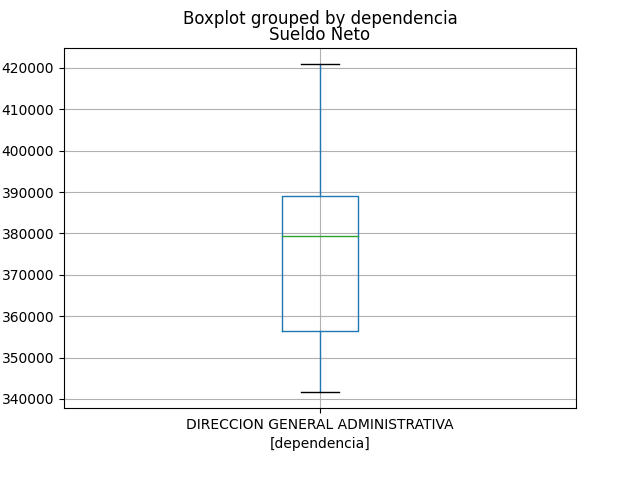 Boxplot grouped by dependencia
Sueldo Neto
420000
410000
400000
390000
380000
370000
360000
350000
340000
DIRECCION GENERAL ADMINISTRATIVA
[dependencia]